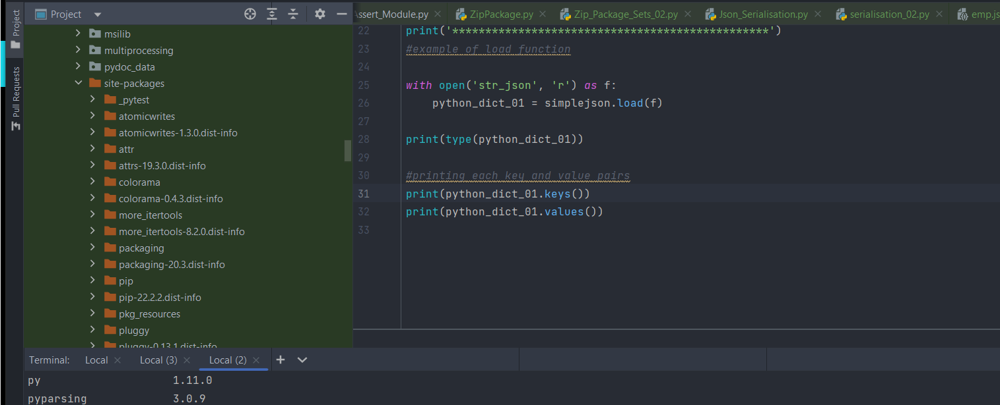 Project
Pull Requests
Project
msilib
multiprocessing
pydoc_data
site-packages
_pytest
atomicwrites
atomicwrites-1.3.0.dist-info
attr
attrs-19.3.0.dist-info
colorama
colorama-0.4.3.dist-info
more_itertools
more_itertools-8.2.0.dist-info
packaging
packaging-20.3.dist-info
pip
pip-22.2.2.dist-info
pkg_resources
pluggy
pluggy-0.13.1.dist-info
Assert_Module.py ZipPackage.py Zip_Package_Sets_02.py Json_Serialisation.py serialisation_02.py emp.js
22 print('************************************************')
23 #example of load function
24
25 with open('str_json', 'r') as f:
26 python_dict_01 = simplejson.load(f)
27
28 print(type(python_dict_01))
29
30 #printing each key and value pairs
31 print(python_dict_01.keys())
32 print(python_dict_01.values())
33
Terminal: Local Local (3) Local (2)
py 1.11.0
pyparsing 3.0.9